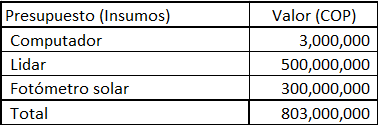 Presupuesto (Insumos) Valor (COP)
Computador 3,000,000
Lidar 500,000,000
Fotómetro solar 300,000,000
Total 803,000,000